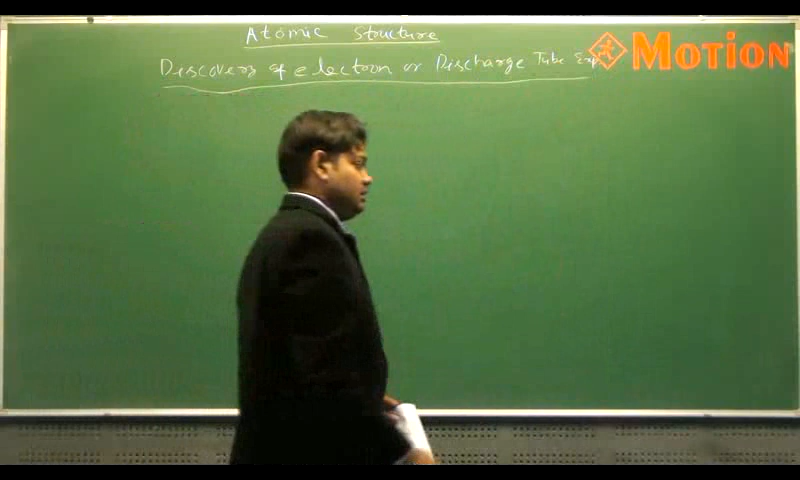 Atomic Structure
Discovery of electron or Discharge Tube Exp
MOTION